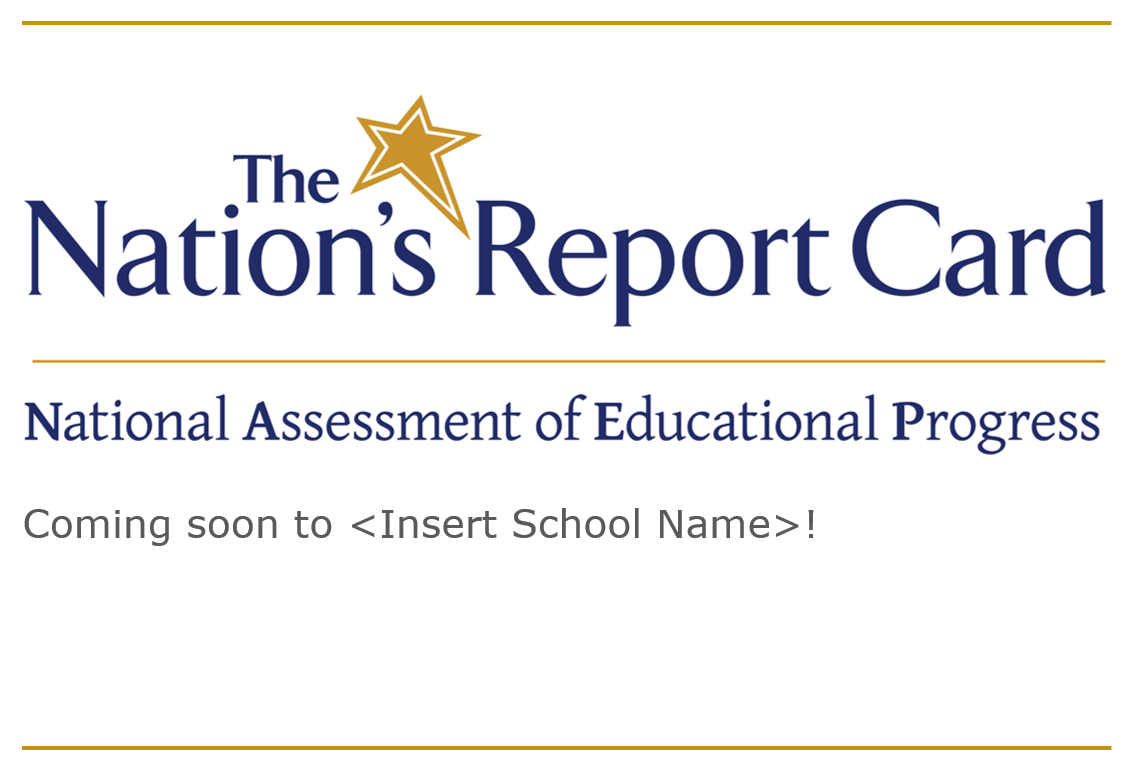 The
Nation's Report Card
National Assessment of Educational Progress
Coming soon to <Insert School Name>!